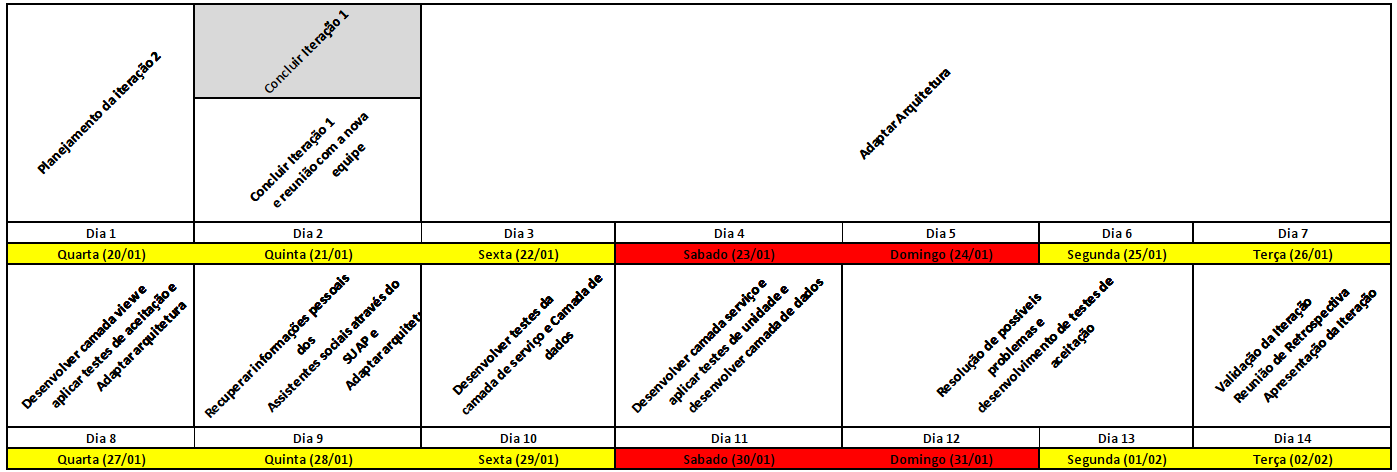 Planejamento da iteração 2
Concluir Iteração 1
Concluir Iteração 1
e reunião com a nova
equipe
Adaptar Arquitetura
Dia 1
Dia 2
Dia 3
Dia 4
Dia 5
Dia 6
Dia 7
Quarta (20/01)
Quinta (21/01)
Sexta (22/01)
Sabado (23/01)
Domingo (24/01)
Segunda (25/01)
Terça (26/01)
Desenvolver camada view e
aplicar testes de aceitação e
Adaptar arquitetura
Recuperar informações pessoais
dos
Assistentes sociais através do
SUAP e
Adaptar arquitetu
Desenvolver testes da
camada de serviço e Camada de
dados
Desenvolver camada serviço e
aplicar testes de unidade e
desenvolver camada de dados
Resolução de possíveis
problemas e
desenvolvimento de testes de
aceitação
Validação da Iteração
Reunião de Retrospectiva
Apresentação da Iteração
Dia 8
Dia 9
Dia 10
Dia 11
Dia 12
Dia 13
Dia 14
Quarta (27/01)
Quinta (28/01)
Sexta (29/01)
Sabado (30/01)
Domingo (31/01)
Segunda (01/02)
Terça (02/02)